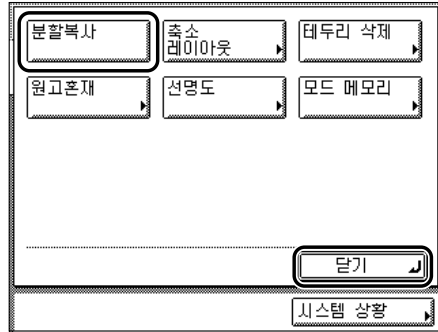 분할복사
축소
레이아웃
테두리 삭제
원고혼재
선명도
모드 메모리
닫기
시스템 상황